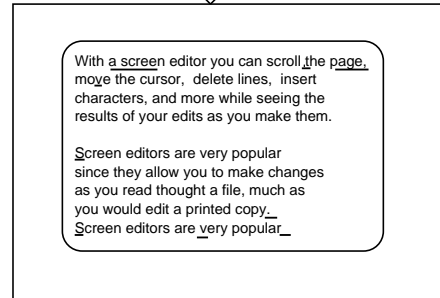 With a screen editor you can scroll the page,
move the cursor, delete lines, insert
characters, and more while seeing the
results of your edits as you make them.
Screen editors are very popular
since they allow you to make changes
as you read thought a file, much as
you would edit a printed copy.
Screen editors are very popular